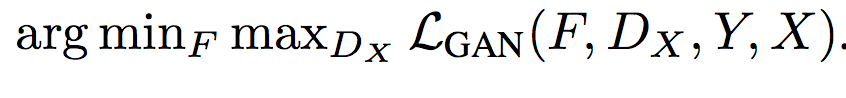 arg min_F max_{D_X} ℒ_GAN(F, D_X, Y, X).